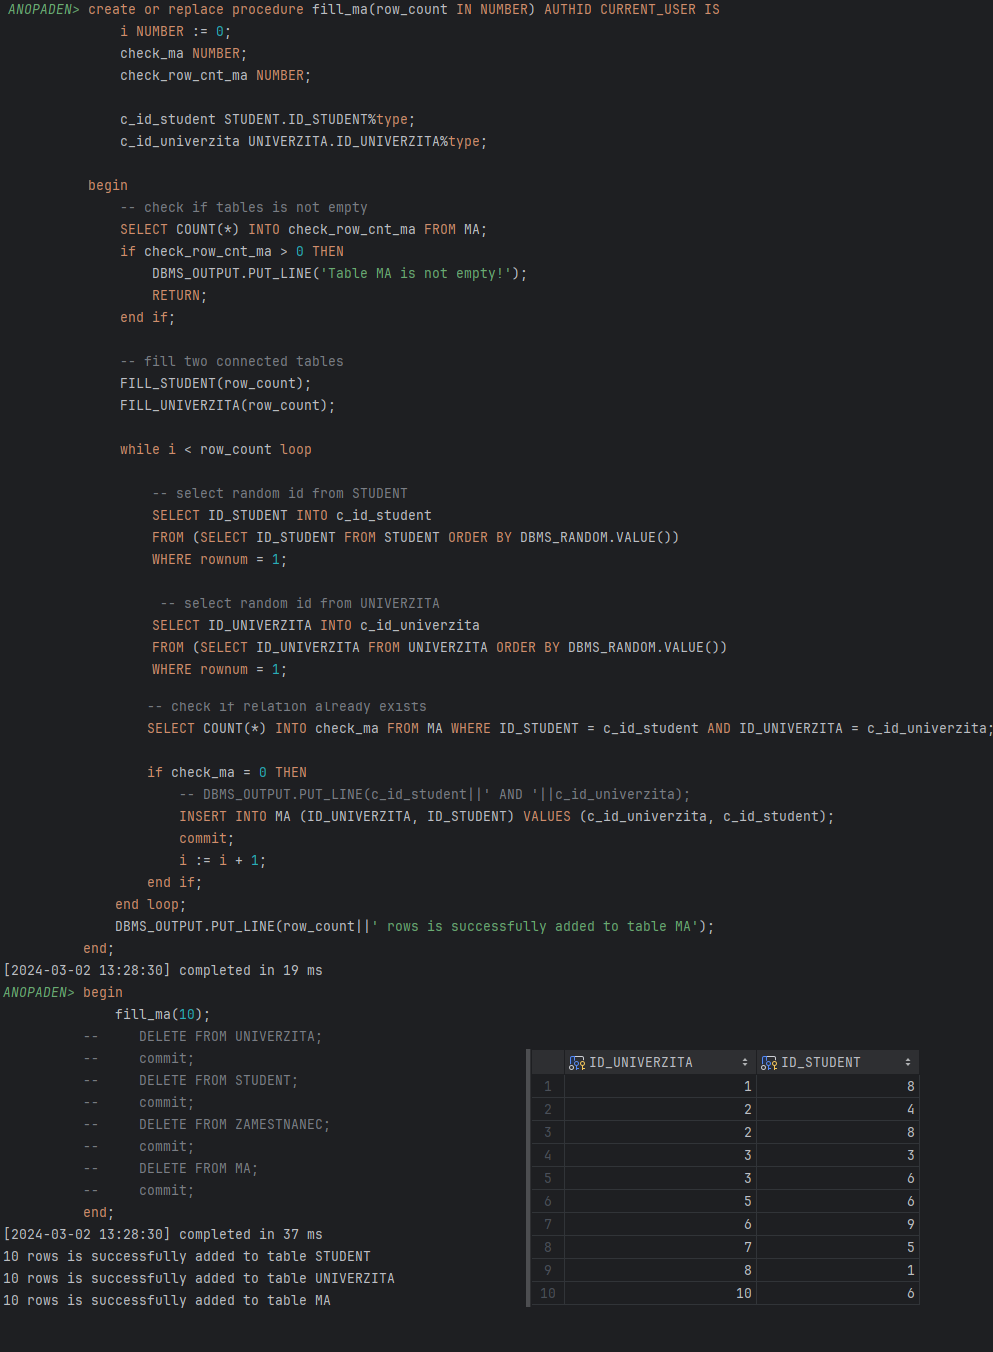 ANOPADEN> create or replace procedure fill_ma(row_count IN NUMBER) AUTHID CURRENT_USER IS
i NUMBER := 0;
check_ma NUMBER;
check_row_cnt_ma NUMBER;
c_id_student STUDENT.ID_STUDENT%type;
c_id_univerzita UNIVERZITA.ID_UNIVERZITA%type;
begin
-- check if tables is not empty
SELECT COUNT(*) INTO check_row_cnt_ma FROM MA;
if check_row_cnt_ma > 0 THEN
DBMS_OUTPUT.PUT_LINE('Table MA is not empty!');
RETURN;
end if;
-- fill two connected tables
FILL_STUDENT(row_count);
FILL_UNIVERZITA(row_count);
while i < row_count loop
-- select random id from STUDENT
SELECT ID_STUDENT INTO c_id_student
FROM (SELECT ID_STUDENT FROM STUDENT ORDER BY DBMS_RANDOM.VALUE())
WHERE rownum = 1;
-- select random id from UNIVERZITA
SELECT ID_UNIVERZITA INTO c_id_univerzita
FROM (SELECT ID_UNIVERZITA FROM UNIVERZITA ORDER BY DBMS_RANDOM.VALUE())
WHERE rownum = 1;
-- check if relation already exists
SELECT COUNT(*) INTO check_ma FROM MA WHERE ID_STUDENT = c_id_student AND ID_UNIVERZITA = c_id_univerzita;
if check_ma = 0 THEN
-- DBMS_OUTPUT.PUT_LINE(c_id_student||' AND '||c_id_univerzita);
INSERT INTO MA (ID_UNIVERZITA, ID_STUDENT) VALUES (c_id_univerzita, c_id_student);
commit;
i := i + 1;
end if;
end loop;
DBMS_OUTPUT.PUT_LINE(row_count||' rows is successfully added to table MA');
end;
[2024-03-02 13:28:30] completed in 19 ms
ANOPADEN> begin
fill_ma(10);
-- DELETE FROM UNIVERZITA;
-- commit;
-- DELETE FROM STUDENT;
-- commit;
-- DELETE FROM ZAMESTNANEC;
-- commit;
-- DELETE FROM MA;
-- commit;
end;
[2024-03-02 13:28:30] completed in 37 ms
10 rows is successfully added to table STUDENT
10 rows is successfully added to table UNIVERZITA
10 rows is successfully added to table MA
ID_UNIVERZITA ID_STUDENT
1 1 8
2 2 4
3 2 8
4 3 3
5 3 6
6 5 6
7 6 9
8 7 5
9 8 1
10 10 6